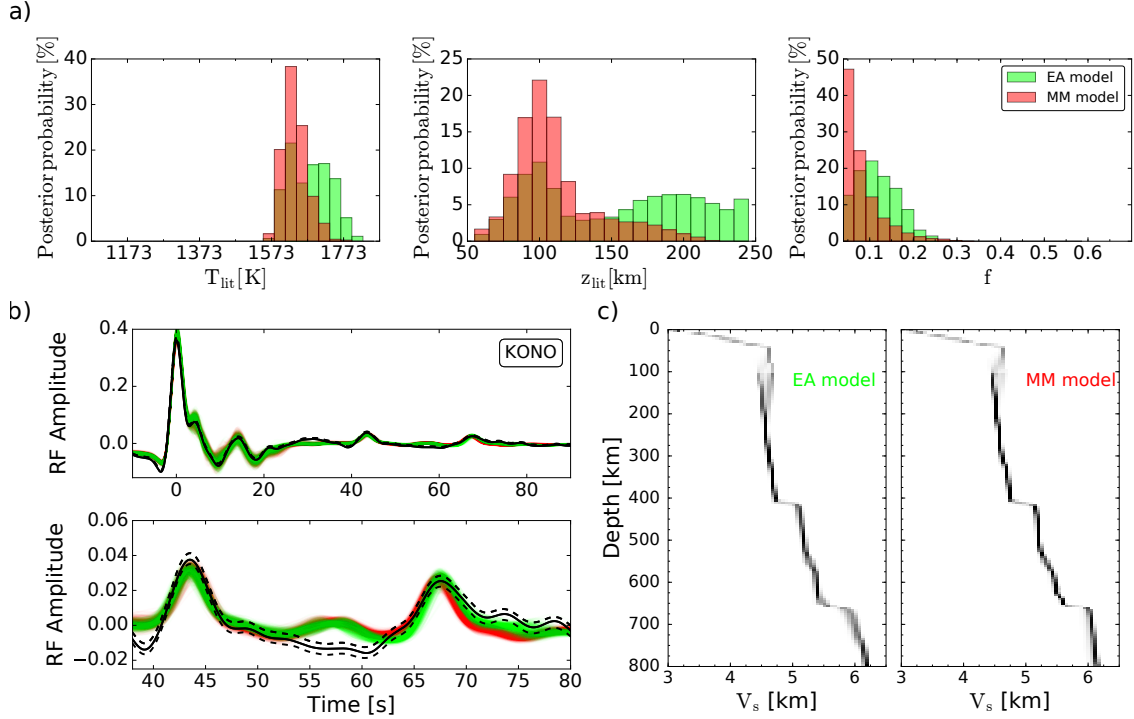 a)
Posterior probability [%]
40
30
20
10
0
1173 1373 1573 1773
T_lit [K]
Posterior probability [%]
25
20
15
10
5
0
50 100 150 200 250
z_lit [km]
Posterior probability [%]
50
40
30
20
10
0
0.1 0.2 0.3 0.4 0.5 0.6
f
EA model
MM model
b)
RF Amplitude
0.4
0.2
0.0
0 20 40 60 80
KONO
RF Amplitude
0.06
0.04
0.02
0.00
−0.02
40 45 50 55 60 65 70 75 80
Time [s]
c)
Depth [km]
0
100
200
300
400
500
600
700
800
3 4 5 6
V_s [km]
EA model
3 4 5 6
V_s [km]
MM model